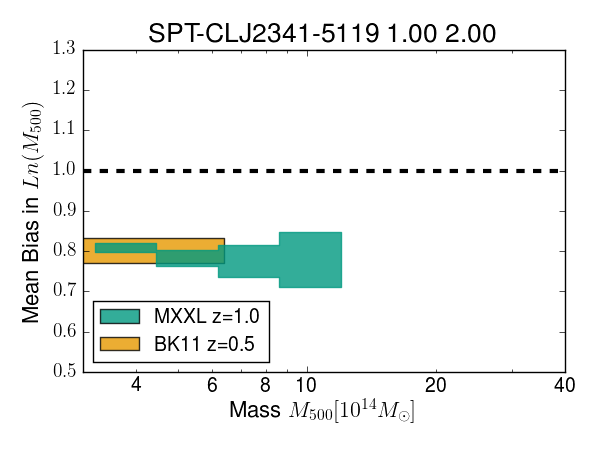 SPT-CLJ2341-5119 1.00 2.00
1.3
1.2
1.1
1.0
0.9
0.8
0.7
0.6
0.5
Mean Bias in Ln(M500)
MXXL z=1.0
BK11 z=0.5
4 6 8 10 20 40
Mass M500[10^14 M⊙]